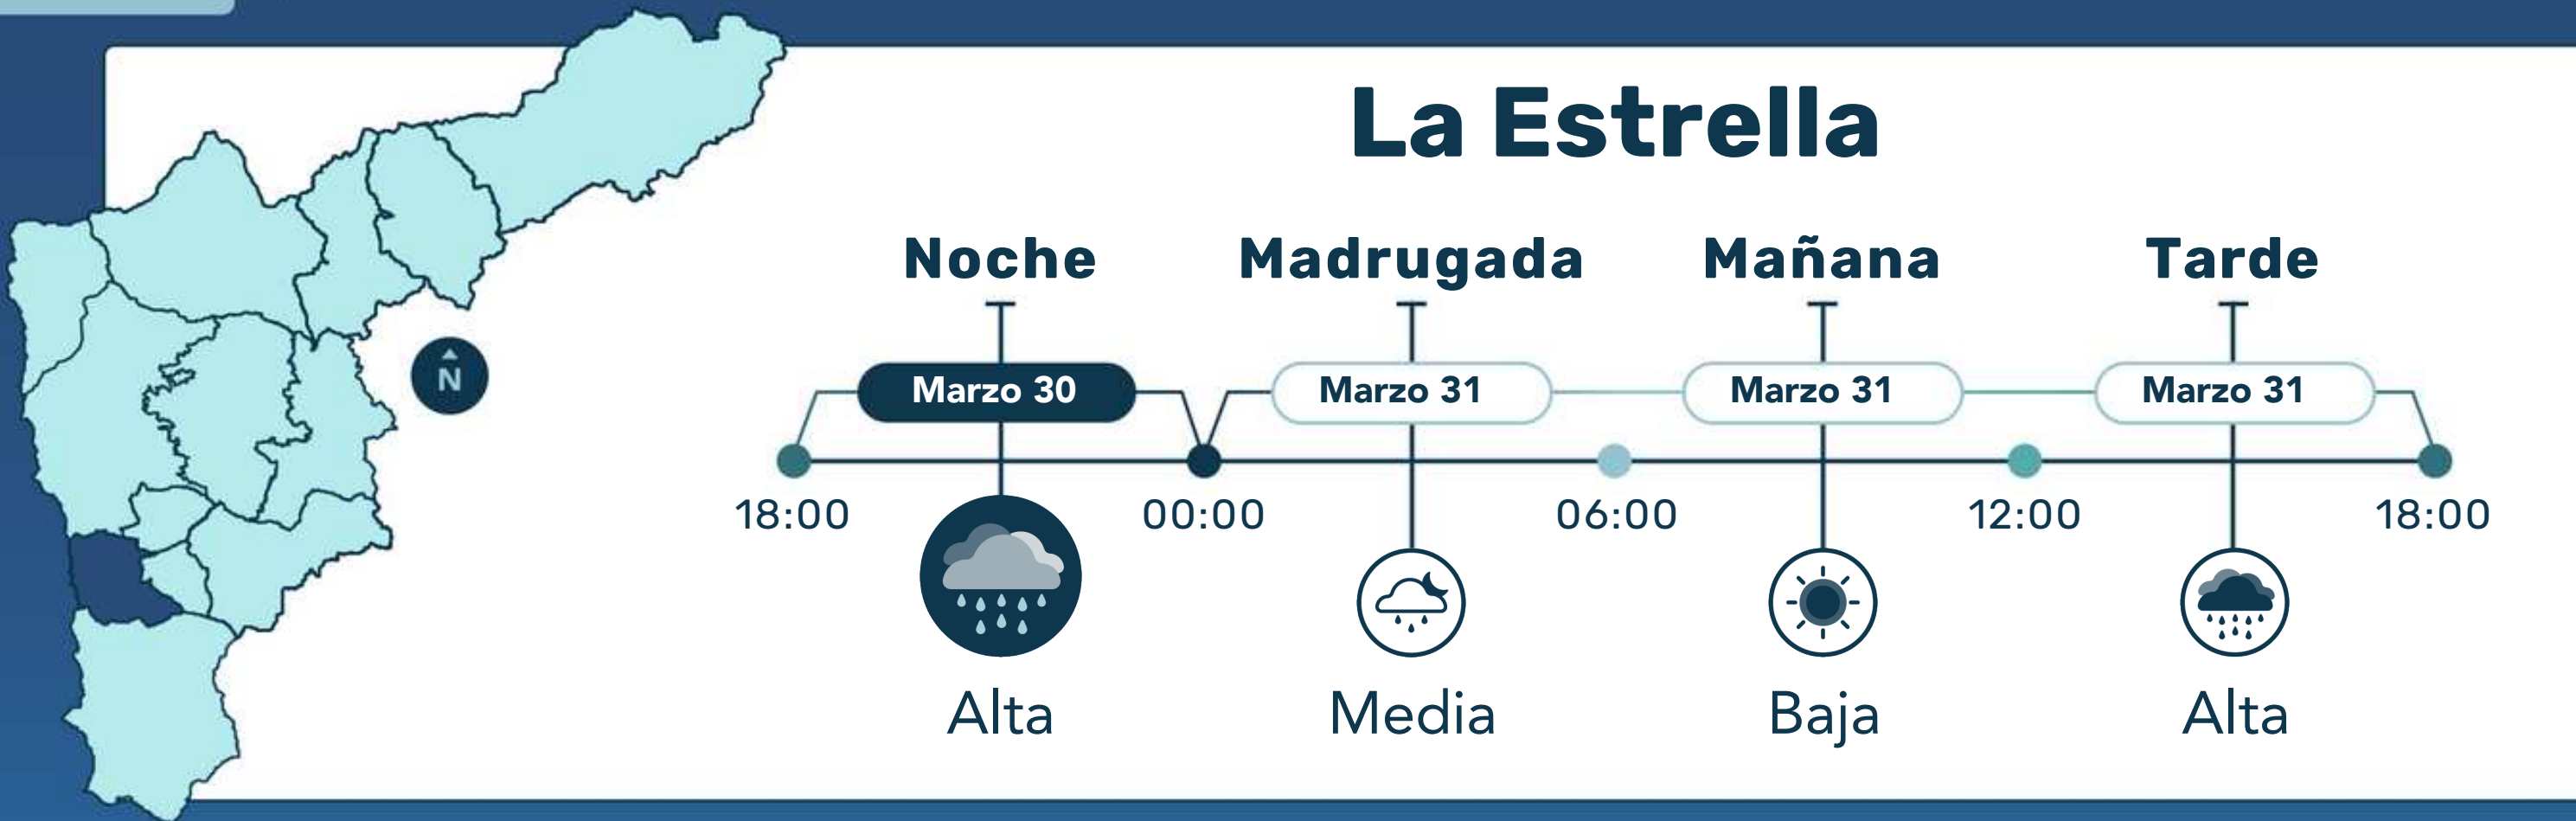 La Estrella
Noche Madrugada Mañana Tarde
N
Marzo 30 Marzo 31 Marzo 31 Marzo 31
18:00 00:00 06:00 12:00 18:00
Alta Media Baja Alta